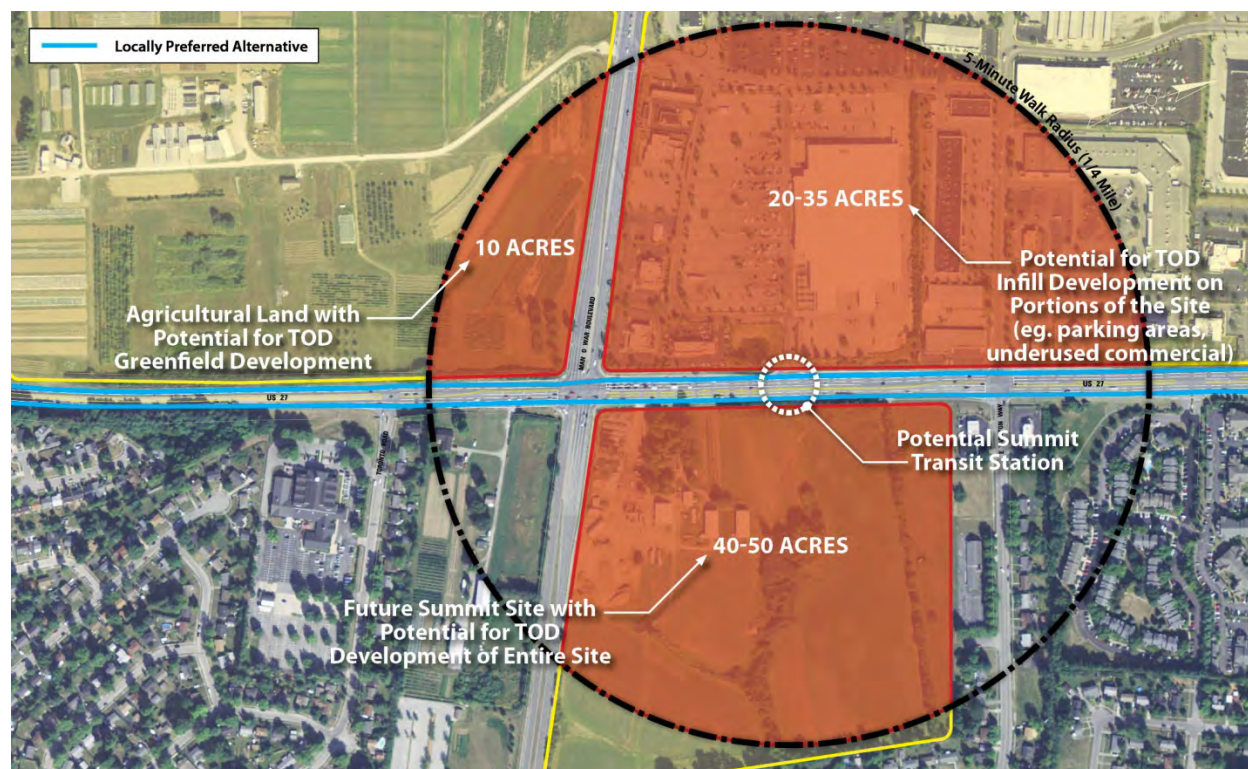 Locally Preferred Alternative
5-Minute Walk Radius (1/4 Mile)
20-35 ACRES
10 ACRES
Potential for TOD
Infill Development on
Portions of the Site
(eg. parking areas,
underused commercial)
Agricultural Land with
Potential for TOD
Greenfield Development
MAN O WAR BOULEVARD
US 27
US 27
Potential Summit
Transit Station
40-50 ACRES
Future Summit Site with
Potential for TOD
Development of Entire Site